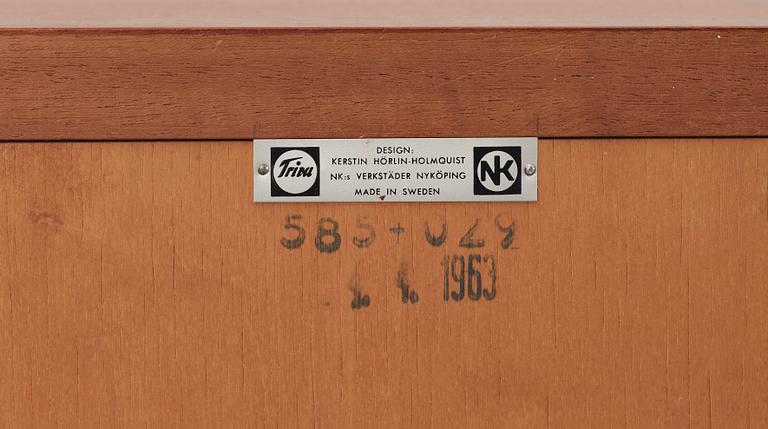 Triva
DESIGN:
KERSTIN HÖRLIN-HOLMQUIST
NK:s VERKSTÄDER NYKÖPING
MADE IN SWEDEN
NK
585+029
1963